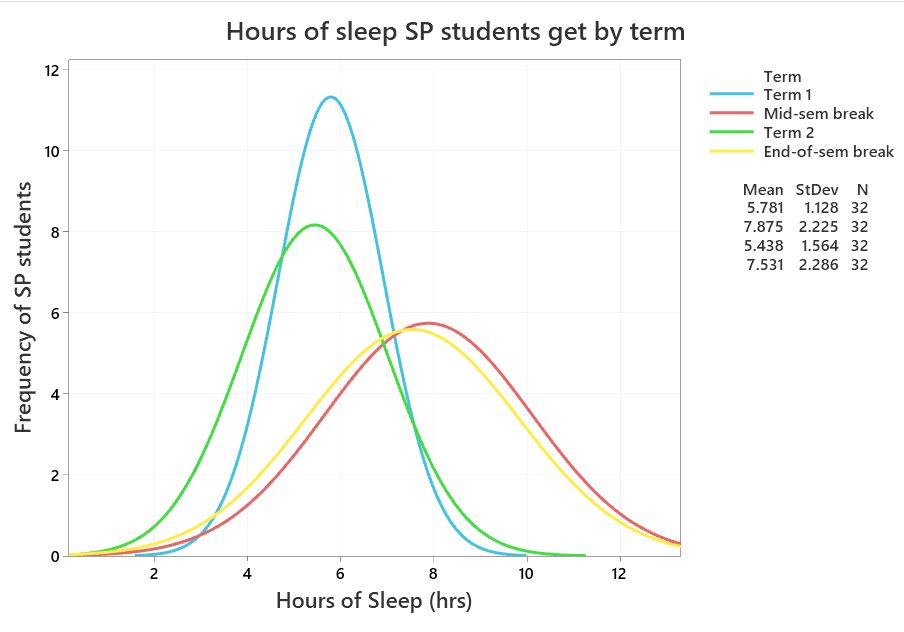 Hours of sleep SP students get by term
Term
Term 1
Mid-sem break
Term 2
End-of-sem break
Mean StDev N
5.781 1.128 32
7.875 2.225 32
5.438 1.564 32
7.531 2.286 32
Frequency of SP students
12
10
8
6
4
2
0
2 4 6 8 10 12
Hours of Sleep (hrs)